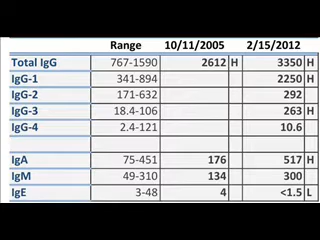 Range 10/11/2005 2/15/2012
Total IgG 767-1590 2612 H 3350 H
IgG-1 341-894 2250 H
IgG-2 171-632 292
IgG-3 18.4-106 263 H
IgG-4 2.4-121 10.6
IgA 75-451 176 517 H
IgM 49-310 134 300
IgE 3-48 4 <1.5 L